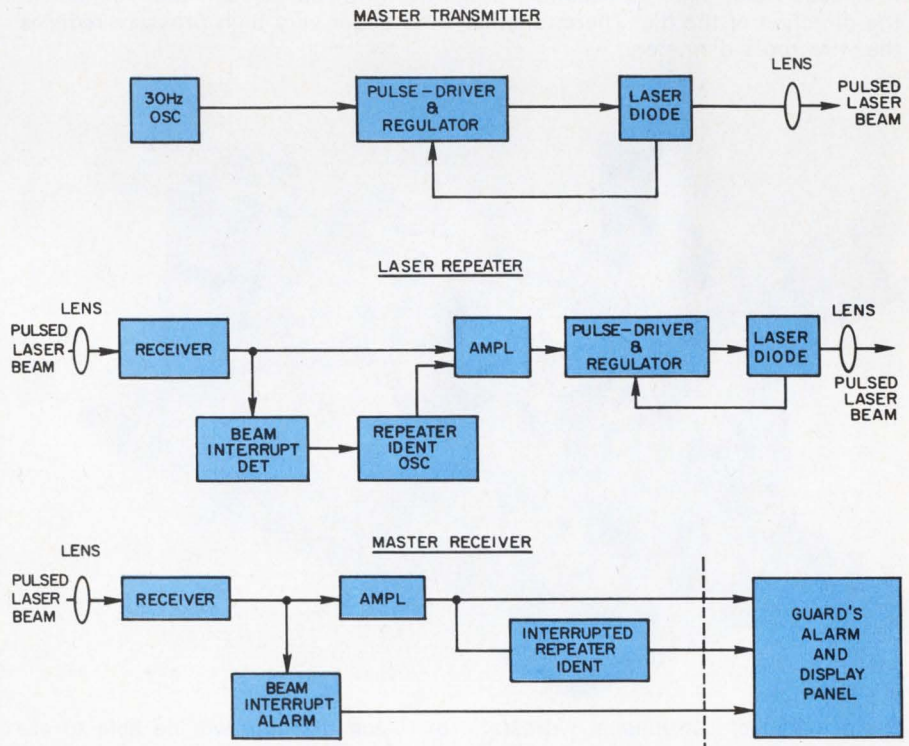 MASTER TRANSMITTER
30Hz
OSC
PULSE-DRIVER
&
REGULATOR
LASER
DIODE
LENS
PULSED
LASER
BEAM
LASER REPEATER
LENS
PULSED
LASER
BEAM
RECEIVER
BEAM
INTERRUPT
DET
REPEATER
IDENT
OSC
AMPL
PULSE-DRIVER
&
REGULATOR
LASER
DIODE
LENS
PULSED
LASER
BEAM
MASTER RECEIVER
LENS
PULSED
LASER
BEAM
RECEIVER
BEAM
INTERRUPT
ALARM
AMPL
INTERRUPTED
REPEATER
IDENT
GUARD'S
ALARM
AND
DISPLAY
PANEL